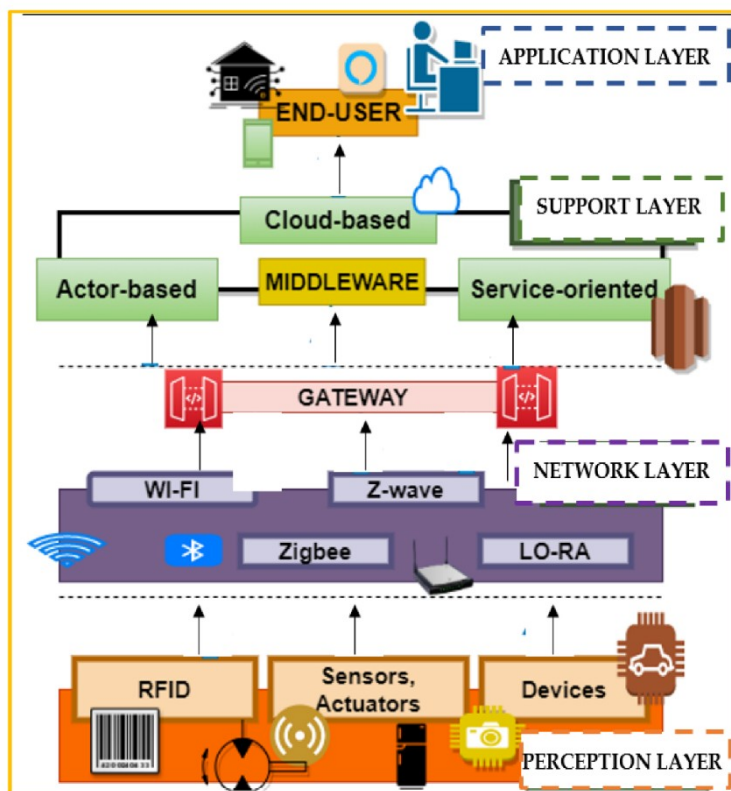 APPLICATION LAYER
END-USER
SUPPORT LAYER
Cloud-based
Actor-based
MIDDLEWARE
Service-oriented
GATEWAY
NETWORK LAYER
WI-FI
Z-wave
Zigbee
LO-RA
RFID
Sensors,
Actuators
Devices
PERCEPTION LAYER